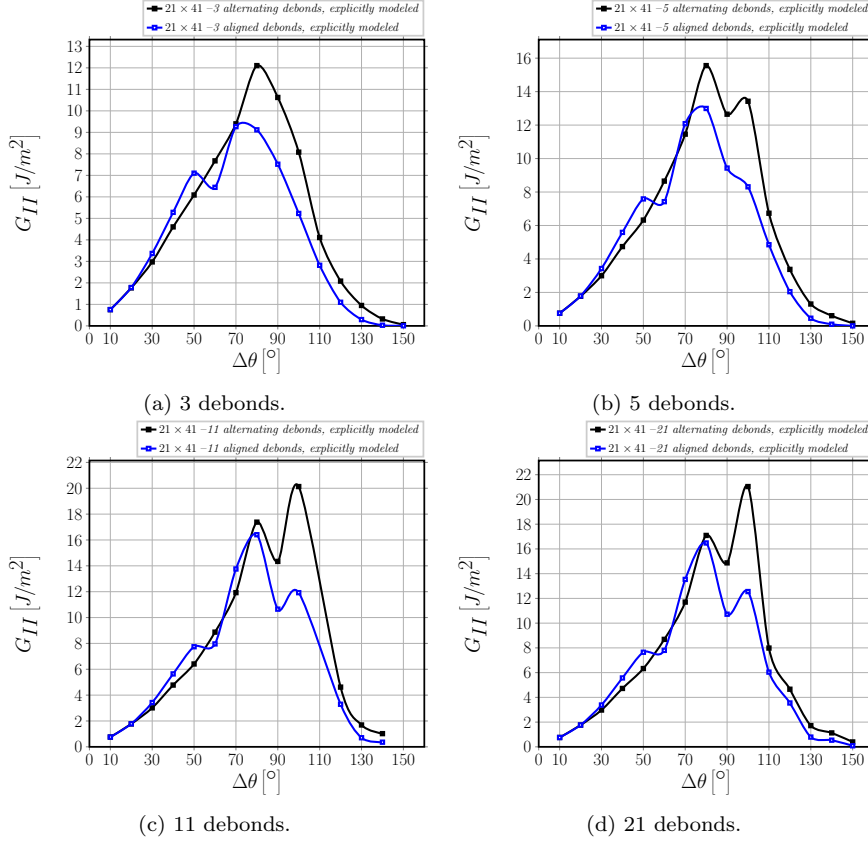 21 × 41 –3 alternating debonds, explicitly modeled
21 × 41 –3 aligned debonds, explicitly modeled
13
12
11
10
9
8
7
6
5
4
3
2
1
0
G_II [J/m²]
0 10 30 50 70 90 110 130 150
Δθ [°]
(a) 3 debonds.
21 × 41 –5 alternating debonds, explicitly modeled
21 × 41 –5 aligned debonds, explicitly modeled
16
14
12
10
8
6
4
2
0
G_II [J/m²]
0 10 30 50 70 90 110 130 150
Δθ [°]
(b) 5 debonds.
21 × 41 –11 alternating debonds, explicitly modeled
21 × 41 –11 aligned debonds, explicitly modeled
22
20
18
16
14
12
10
8
6
4
2
0
G_II [J/m²]
0 10 30 50 70 90 110 130 150
Δθ [°]
(c) 11 debonds.
21 × 41 –21 alternating debonds, explicitly modeled
21 × 41 –21 aligned debonds, explicitly modeled
22
20
18
16
14
12
10
8
6
4
2
0
G_II [J/m²]
0 10 30 50 70 90 110 130 150
Δθ [°]
(d) 21 debonds.